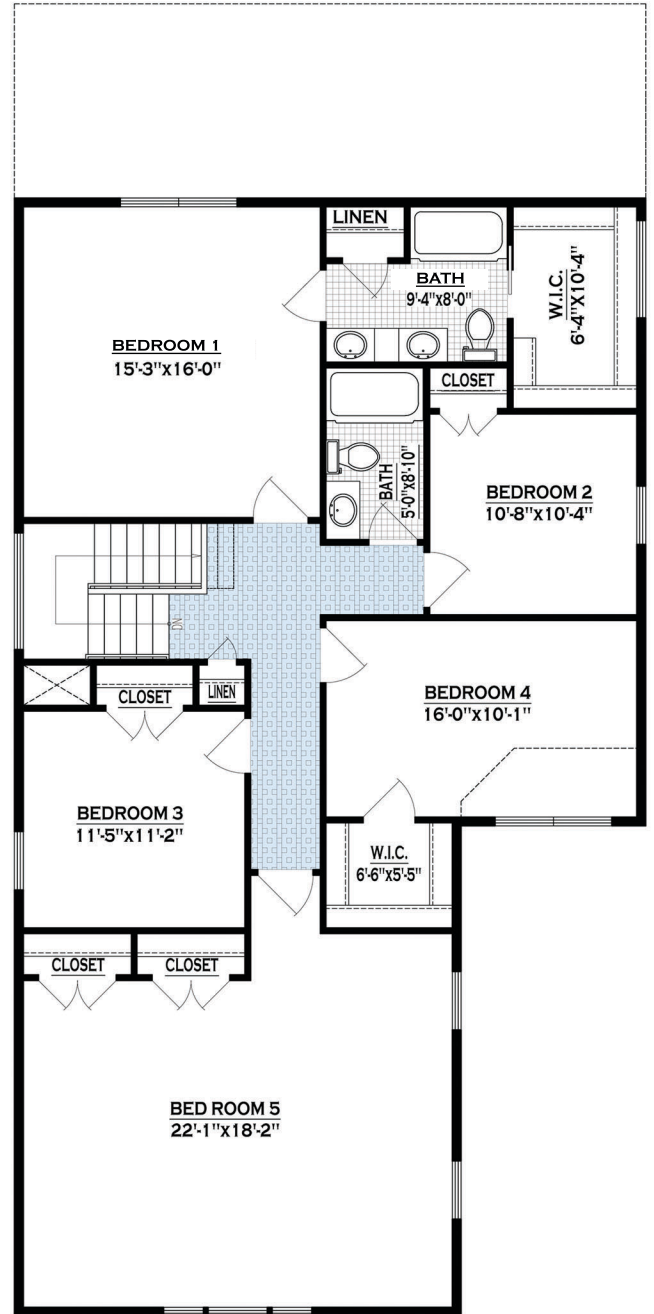 LINEN
BATH
9'-4"x8'-0"
W.I.C.
6'-4"X10'-4"
BEDROOM 1
15'-3"x16'-0"
CLOSET
BATH
5'-0"x8'-10"
BEDROOM 2
10'-8"x10'-4"
DN
CLOSET
LINEN
BEDROOM 4
16'-0"x10'-1"
BEDROOM 3
11'-5"x11'-2"
W.I.C.
6'-6"x5'-5"
CLOSET
CLOSET
BED ROOM 5
22'-1"x18'-2"